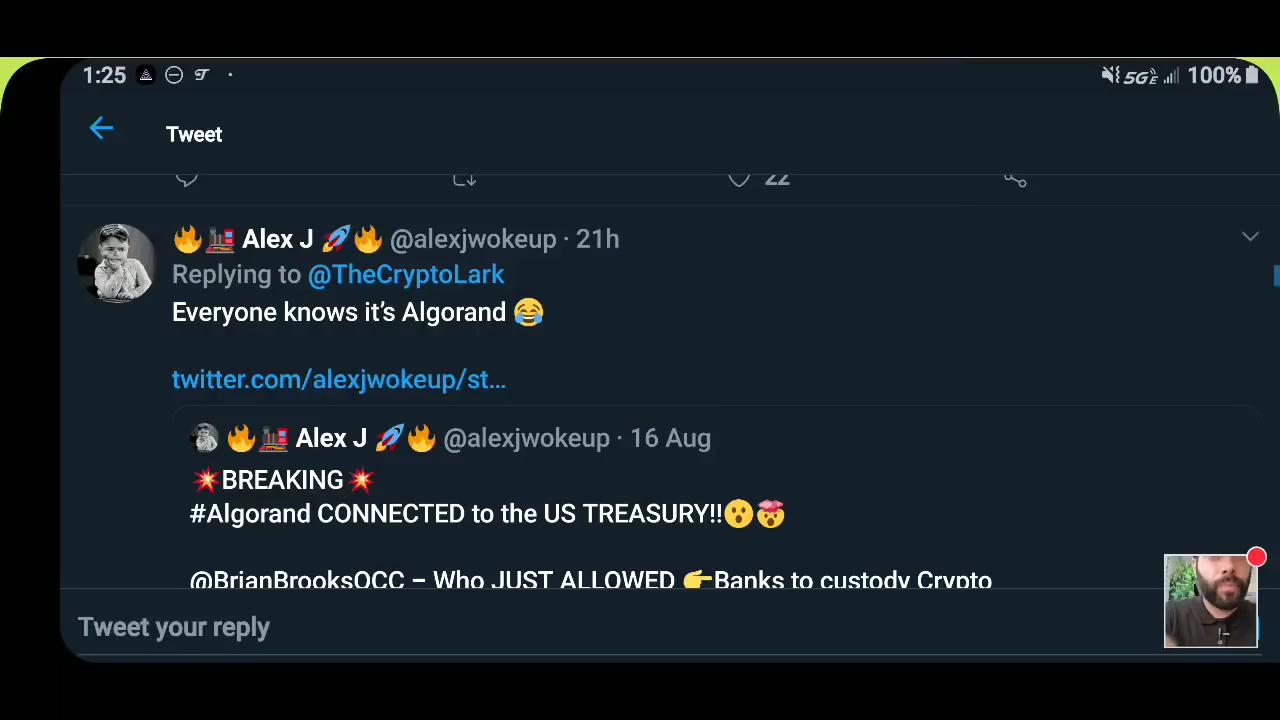 1:25 5GE 100%
Tweet
22
Alex J @alexjwokeup · 21h
Replying to @TheCryptoLark
Everyone knows it's Algorand 😂
twitter.com/alexjwokeup/st...
Alex J @alexjwokeup · 16 Aug
💥BREAKING💥
#Algorand CONNECTED to the US TREASURY!!😮🤯
@BrianBrooksOCC – Who JUST ALLOWED 👉Banks to custody Crypto
Tweet your reply